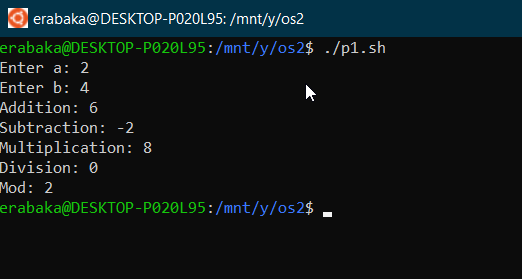 erabaka@DESKTOP-P020L95: /mnt/y/os2
erabaka@DESKTOP-P020L95:/mnt/y/os2$ ./p1.sh
Enter a: 2
Enter b: 4
Addition: 6
Subtraction: -2
Multiplication: 8
Division: 0
Mod: 2
erabaka@DESKTOP-P020L95:/mnt/y/os2$